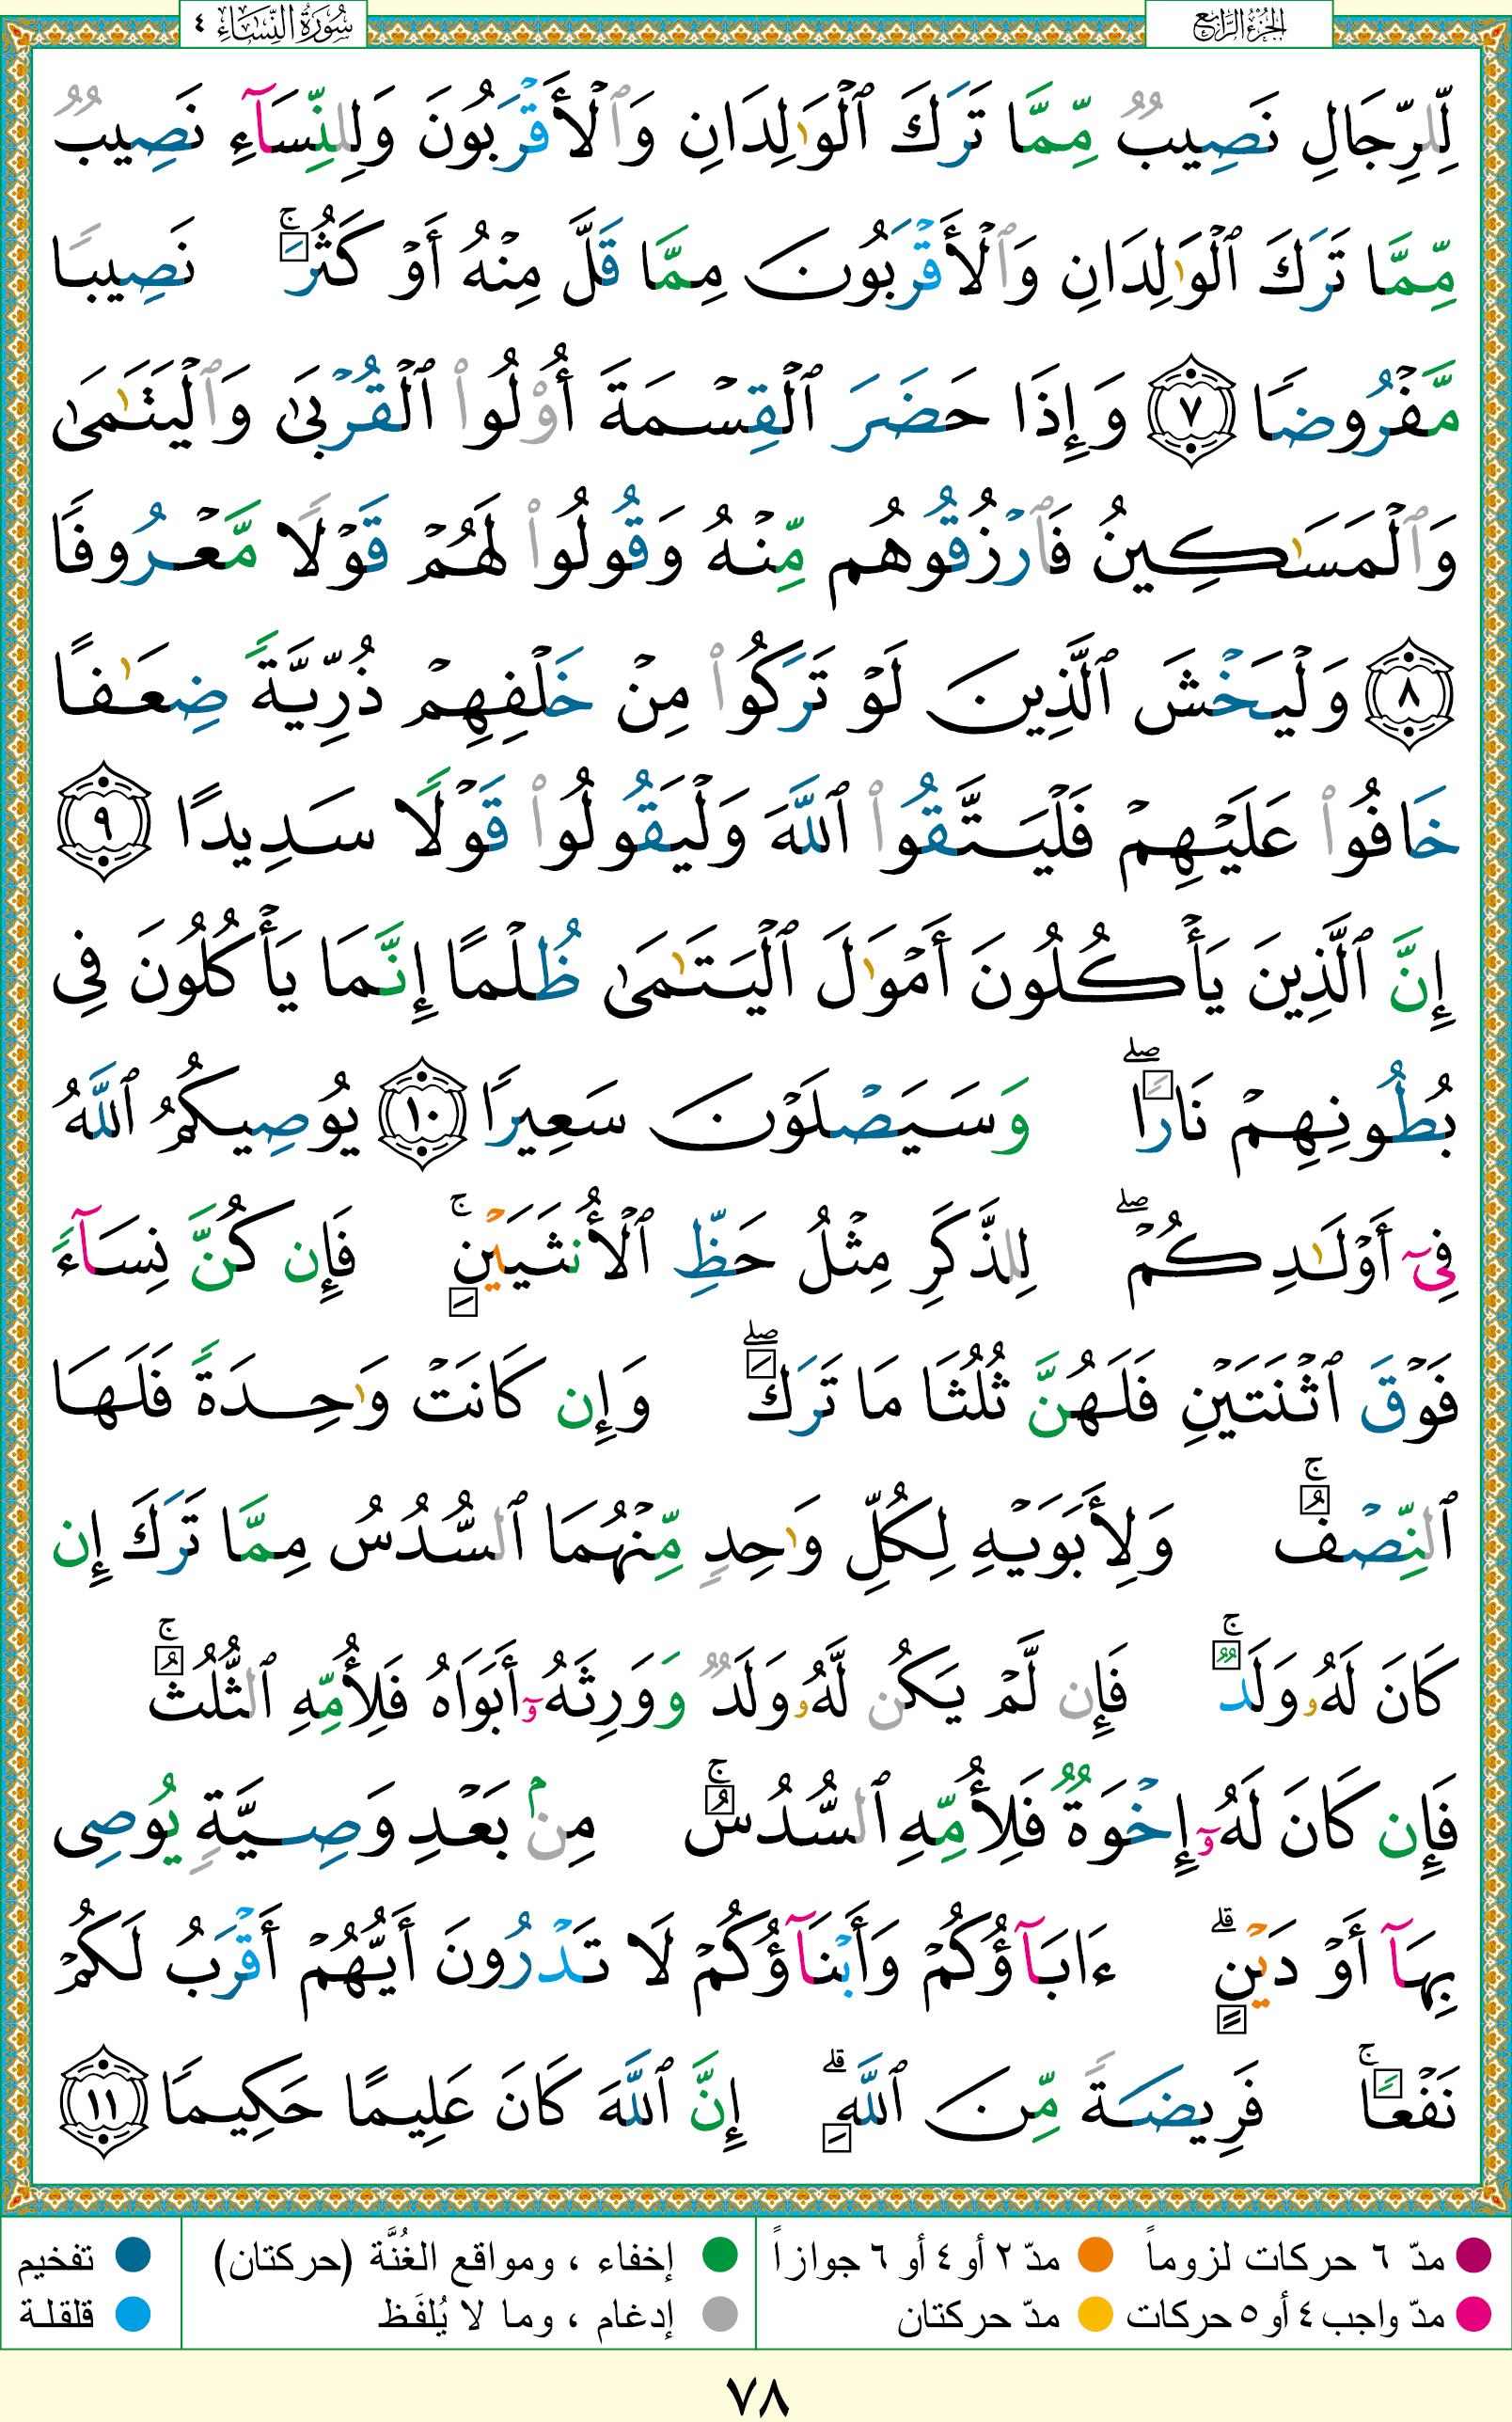 الجزء الرابع
سورة النساء ٤
لِّلرِّجَالِ نَصِيبٌ مِّمَّا تَرَكَ ٱلۡوَٰلِدَانِ وَٱلۡأَقۡرَبُونَ وَلِلنِّسَآءِ نَصِيبٌ
مِّمَّا تَرَكَ ٱلۡوَٰلِدَانِ وَٱلۡأَقۡرَبُونَ مِمَّا قَلَّ مِنۡهُ أَوۡ كَثُرَۚ نَصِيبًا
مَّفۡرُوضًا ٧ وَإِذَا حَضَرَ ٱلۡقِسۡمَةَ أُوْلُواْ ٱلۡقُرۡبَىٰ وَٱلۡيَتَٰمَىٰ
وَٱلۡمَسَٰكِينُ فَٱرۡزُقُوهُم مِّنۡهُ وَقُولُواْ لَهُمۡ قَوۡلًا مَّعۡرُوفًا
٨ وَلۡيَخۡشَ ٱلَّذِينَ لَوۡ تَرَكُواْ مِنۡ خَلۡفِهِمۡ ذُرِّيَّةً ضِعَٰفًا
خَافُواْ عَلَيۡهِمۡ فَلۡيَتَّقُواْ ٱللَّهَ وَلۡيَقُولُواْ قَوۡلًا سَدِيدًا ٩
إِنَّ ٱلَّذِينَ يَأۡكُلُونَ أَمۡوَٰلَ ٱلۡيَتَٰمَىٰ ظُلۡمًا إِنَّمَا يَأۡكُلُونَ فِي
بُطُونِهِمۡ نَارًاۖ وَسَيَصۡلَوۡنَ سَعِيرًا ١٠ يُوصِيكُمُ ٱللَّهُ
فِيٓ أَوۡلَٰدِكُمۡۖ لِلذَّكَرِ مِثۡلُ حَظِّ ٱلۡأُنثَيَيۡنِۚ فَإِن كُنَّ نِسَآءً
فَوۡقَ ٱثۡنَتَيۡنِ فَلَهُنَّ ثُلُثَا مَا تَرَكَۖ وَإِن كَانَتۡ وَٰحِدَةً فَلَهَا
ٱلنِّصۡفُۚ وَلِأَبَوَيۡهِ لِكُلِّ وَٰحِدٍ مِّنۡهُمَا ٱلسُّدُسُ مِمَّا تَرَكَ إِن
كَانَ لَهُۥ وَلَدٌۚ فَإِن لَّمۡ يَكُن لَّهُۥ وَلَدٌ وَوَرِثَهُۥٓ أَبَوَاهُ فَلِأُمِّهِ ٱلثُّلُثُۚ
فَإِن كَانَ لَهُۥٓ إِخۡوَةٌ فَلِأُمِّهِ ٱلسُّدُسُۚ مِنۢ بَعۡدِ وَصِيَّةٍ يُوصِي
بِهَآ أَوۡ دَيۡنٍۗ ءَابَآؤُكُمۡ وَأَبۡنَآؤُكُمۡ لَا تَدۡرُونَ أَيُّهُمۡ أَقۡرَبُ لَكُمۡ
نَفۡعًاۚ فَرِيضَةً مِّنَ ٱللَّهِۗ إِنَّ ٱللَّهَ كَانَ عَلِيمًا حَكِيمًا ١١
مدّ ٦ حركات لزوماً مدّ ٢ أو ٤ أو ٦ جوازاً إخفاء ، ومواقع الغُنَّة (حركتان) تفخيم
مدّ واجب ٤ أو ٥ حركات مدّ حركتان إدغام ، وما لا يُلفَظ قلقلة
٧٨